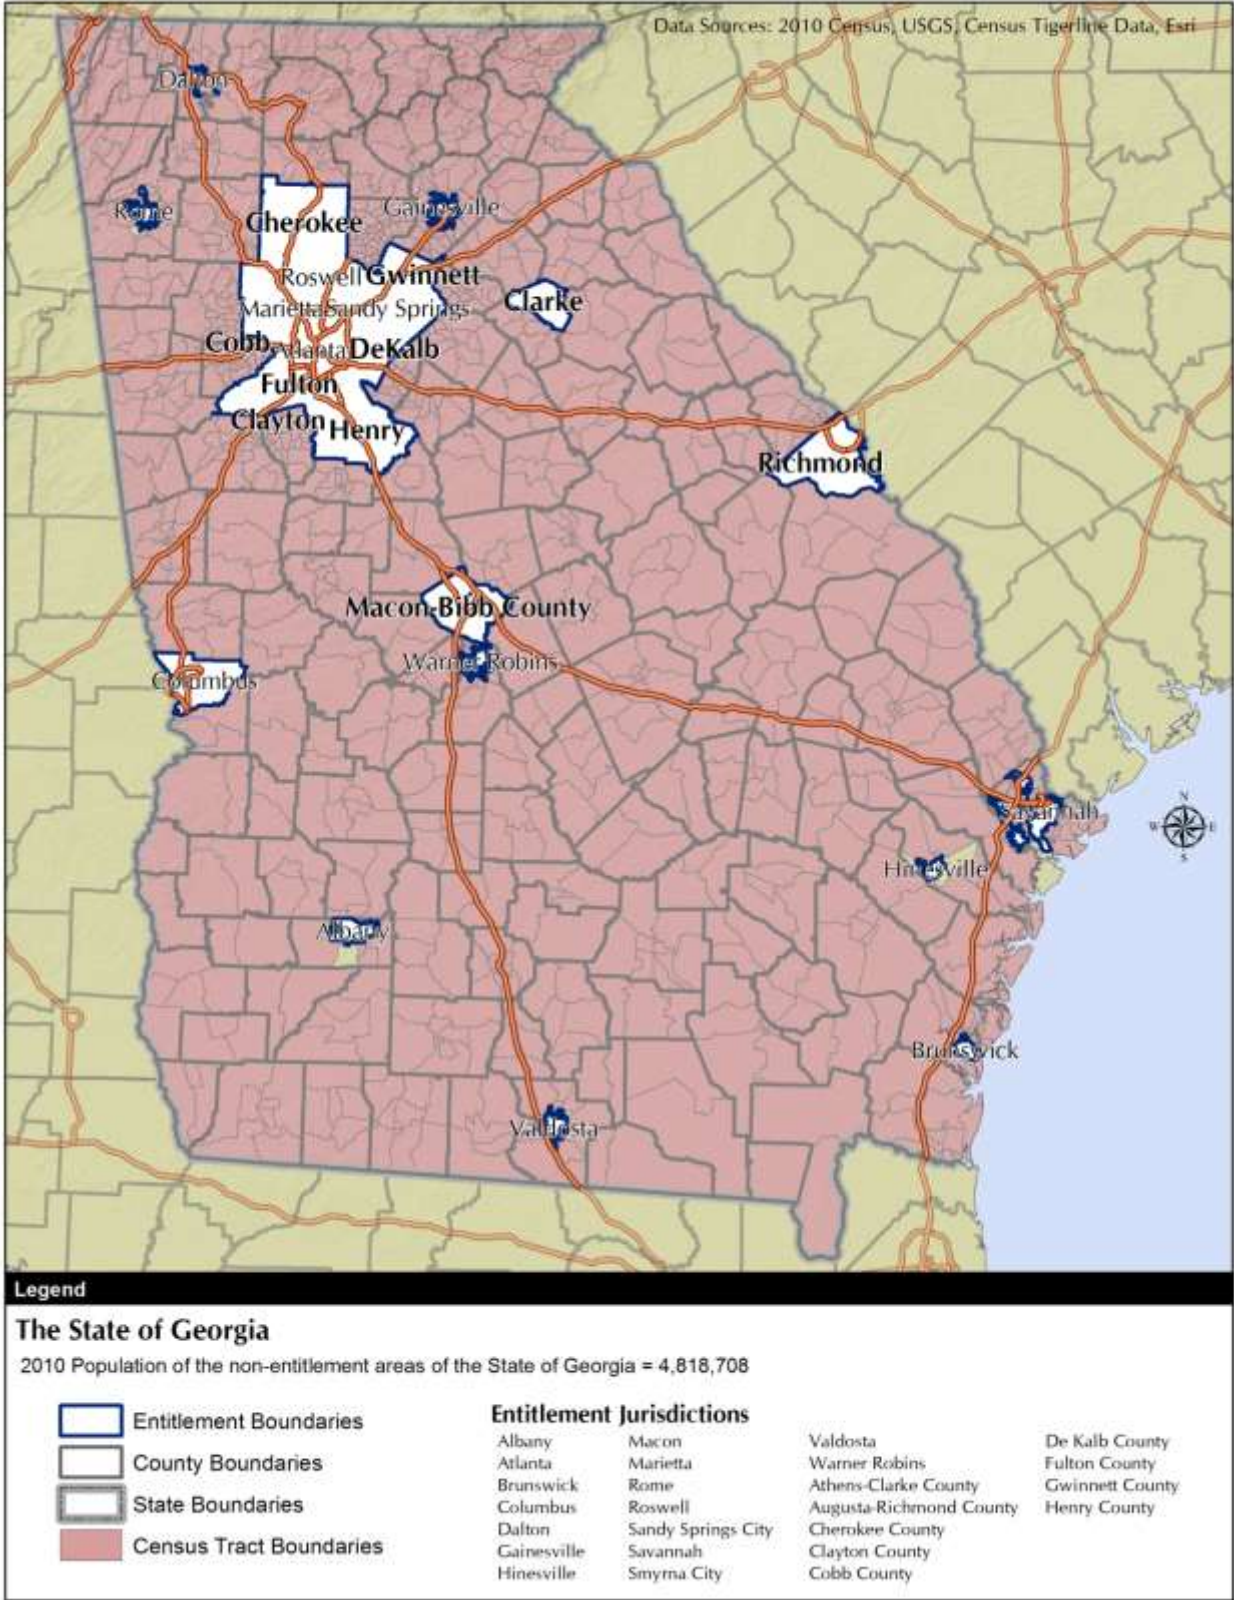 Data Sources: 2010 Census, USGS, Census Tigerline Data, Esri
Dalton
Rome
Cherokee
Gainesville
Roswell
Gwinnett
Marietta
Sandy Springs
Clarke
Cobb
Atlanta
DeKalb
Fulton
Clayton
Henry
Richmond
Macon-Bibb County
Warner Robins
Columbus
N
W
E
S
Savannah
Hinesville
Albany
Brunswick
Valdosta
Legend
The State of Georgia
2010 Population of the non-entitlement areas of the State of Georgia = 4,818,708
Entitlement Boundaries
County Boundaries
State Boundaries
Census Tract Boundaries
Entitlement Jurisdictions
Albany
Atlanta
Brunswick
Columbus
Dalton
Gainesville
Hinesville
Macon
Marietta
Rome
Roswell
Sandy Springs City
Savannah
Smyrna City
Valdosta
Warner Robins
Athens-Clarke County
Augusta-Richmond County
Cherokee County
Clayton County
Cobb County
De Kalb County
Fulton County
Gwinnett County
Henry County